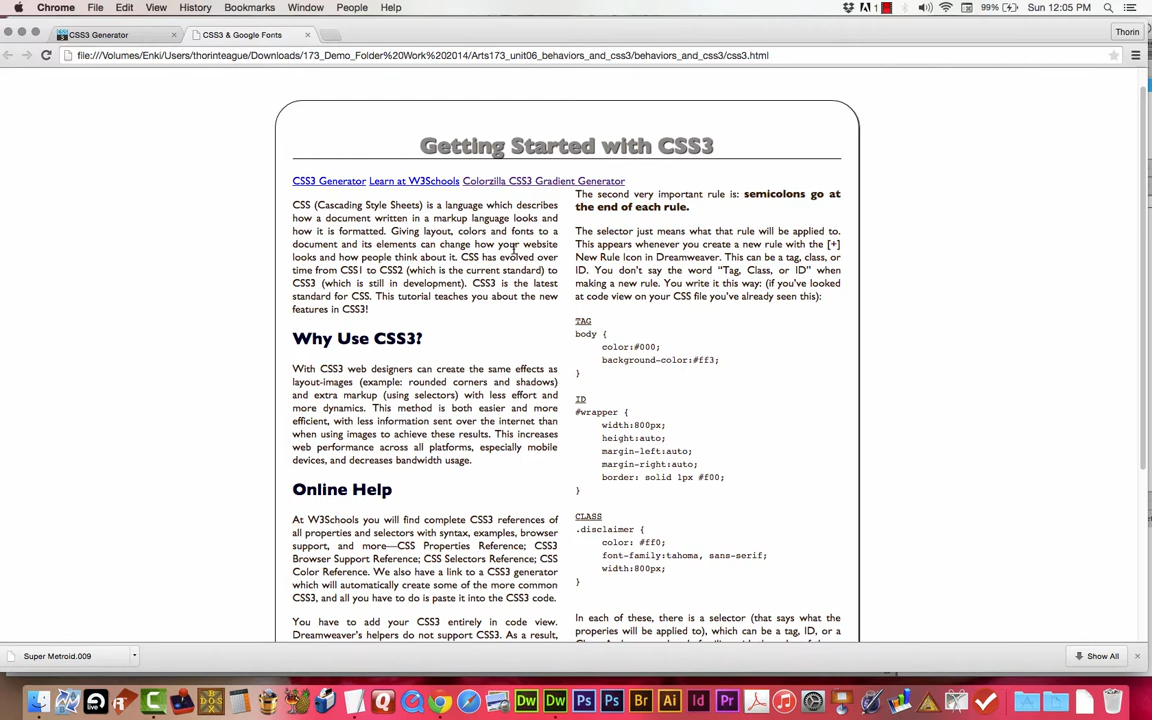 Chrome File Edit View History Bookmarks Window People Help
1 99% Sun 12:05 PM
CSS3 Generator
CSS3 & Google Fonts
Thorin
file:///Volumes/Enki/Users/thorinteague/Downloads/173_Demo_Folder%20Work%202014/Arts173_unit06_behaviors_and_css3/behaviors_and_css3/css3.html
Getting Started with CSS3
CSS3 Generator Learn at W3Schools Colorzilla CSS3 Gradient Generator
CSS (Cascading Style Sheets) is a language which describes
how a document written in a markup language looks and
how it is formatted. Giving layout, colors and fonts to a
document and its elements can change how your website
looks and how people think about it. CSS has evolved over
time from CSS1 to CSS2 (which is the current standard) to
CSS3 (which is still in development). CSS3 is the latest
standard for CSS. This tutorial teaches you about the new
features in CSS3!
Why Use CSS3?
With CSS3 web designers can create the same effects as
layout-images (example: rounded corners and shadows)
and extra markup (using selectors) with less effort and
more dynamics. This method is both easier and more
efficient, with less information sent over the internet than
when using images to achieve these results. This increases
web performance across all platforms, especially mobile
devices, and decreases bandwidth usage.
Online Help
At W3Schools you will find complete CSS3 references of
all properties and selectors with syntax, examples, browser
support, and more—CSS Properties Reference; CSS3
Browser Support Reference; CSS Selectors Reference; CSS
Color Reference. We also have a link to a CSS3 generator
which will automatically create some of the more common
CSS3, and all you have to do is paste it into the CSS3 code.
You have to add your CSS3 entirely in code view.
Dreamweaver's helpers do not support CSS3. As a result,
The second very important rule is: semicolons go at
the end of each rule.
The selector just means what that rule will be applied to.
This appears whenever you create a new rule with the [+]
New Rule Icon in Dreamweaver. This can be a tag, class, or
ID. You don't say the word "Tag, Class, or ID" when
making a new rule. You write it this way: (if you've looked
at code view on your CSS file you've already seen this):
TAG
body {
color:#000;
background-color:#ff3;
}
ID
#wrapper {
width:800px;
height:auto;
margin-left:auto;
margin-right:auto;
border: solid 1px #f00;
}
CLASS
.disclaimer {
color: #ff0;
font-family:tahoma, sans-serif;
width:800px;
}
In each of these, there is a selector (that says what the
properies will be applied to), which can be a tag, ID, or a
Super Metroid.009
Show All
live
DOS
Dw Dw Ps Ps Br Ai Id Pr